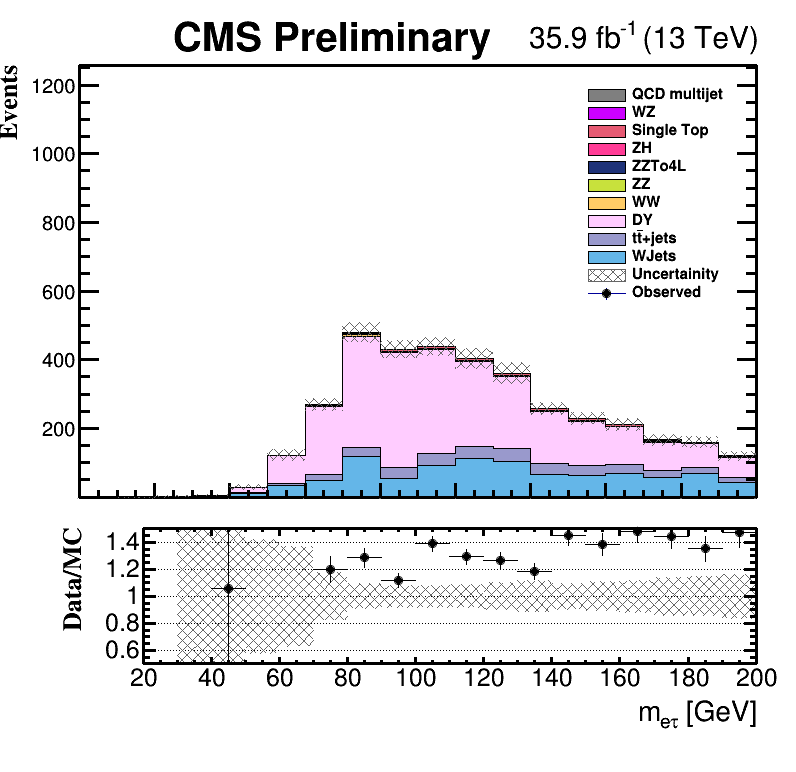 CMS Preliminary 35.9 fb-1 (13 TeV)
Events
1200
1000
800
600
400
200
QCD multijet
WZ
Single Top
ZH
ZZTo4L
ZZ
WW
DY
tt̄+jets
WJets
Uncertainity
Observed
Data/MC
1.4
1.2
1
0.8
0.6
20 40 60 80 100 120 140 160 180 200
meτ [GeV]